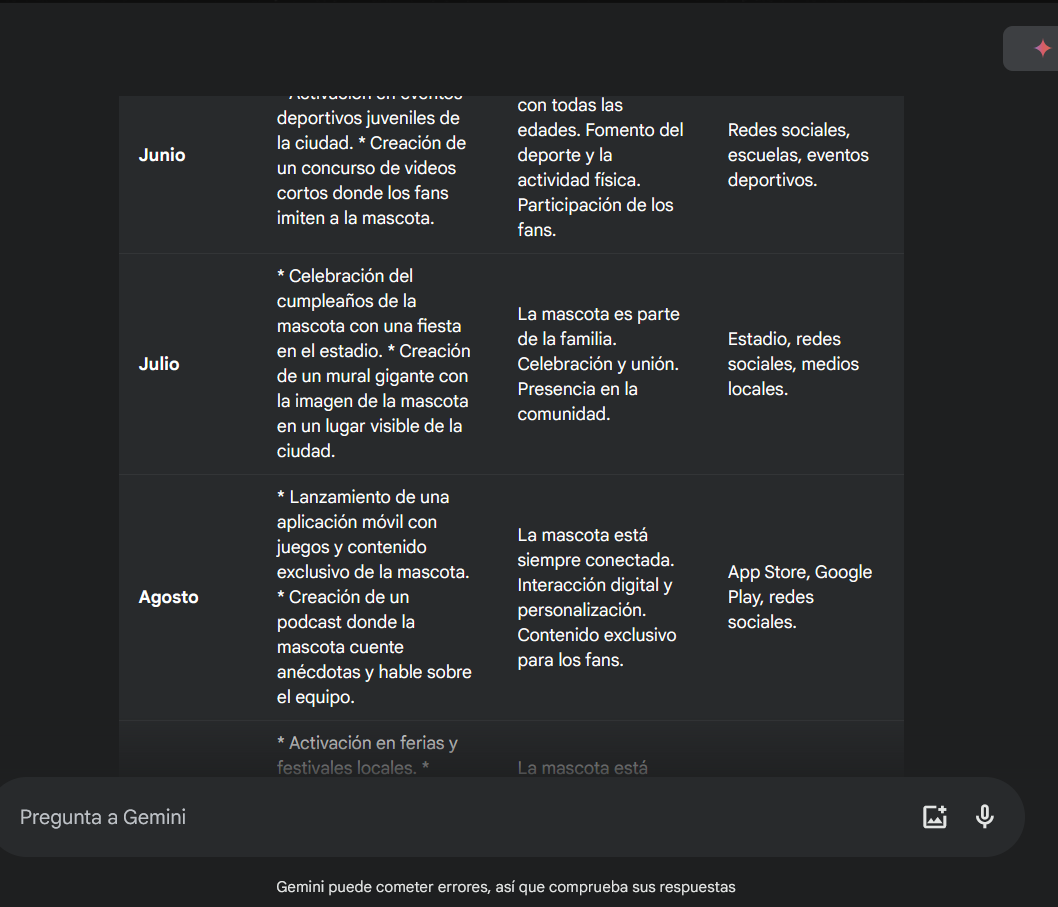 * Activación en eventos
deportivos juveniles de
la ciudad. * Creación de
un concurso de videos
cortos donde los fans
imiten a la mascota.
Junio
con todas las
edades. Fomento del
deporte y la
actividad física.
Participación de los
fans.
Redes sociales,
escuelas, eventos
deportivos.
Julio
* Celebración del
cumpleaños de la
mascota con una fiesta
en el estadio. * Creación
de un mural gigante con
la imagen de la mascota
en un lugar visible de la
ciudad.
La mascota es parte
de la familia.
Celebración y unión.
Presencia en la
comunidad.
Estadio, redes
sociales, medios
locales.
Agosto
* Lanzamiento de una
aplicación móvil con
juegos y contenido
exclusivo de la mascota.
* Creación de un
podcast donde la
mascota cuente
anécdotas y hable sobre
el equipo.
La mascota está
siempre conectada.
Interacción digital y
personalización.
Contenido exclusivo
para los fans.
App Store, Google
Play, redes
sociales.
* Activación en ferias y
festivales locales. *
La mascota está
Pregunta a Gemini
Gemini puede cometer errores, así que comprueba sus respuestas